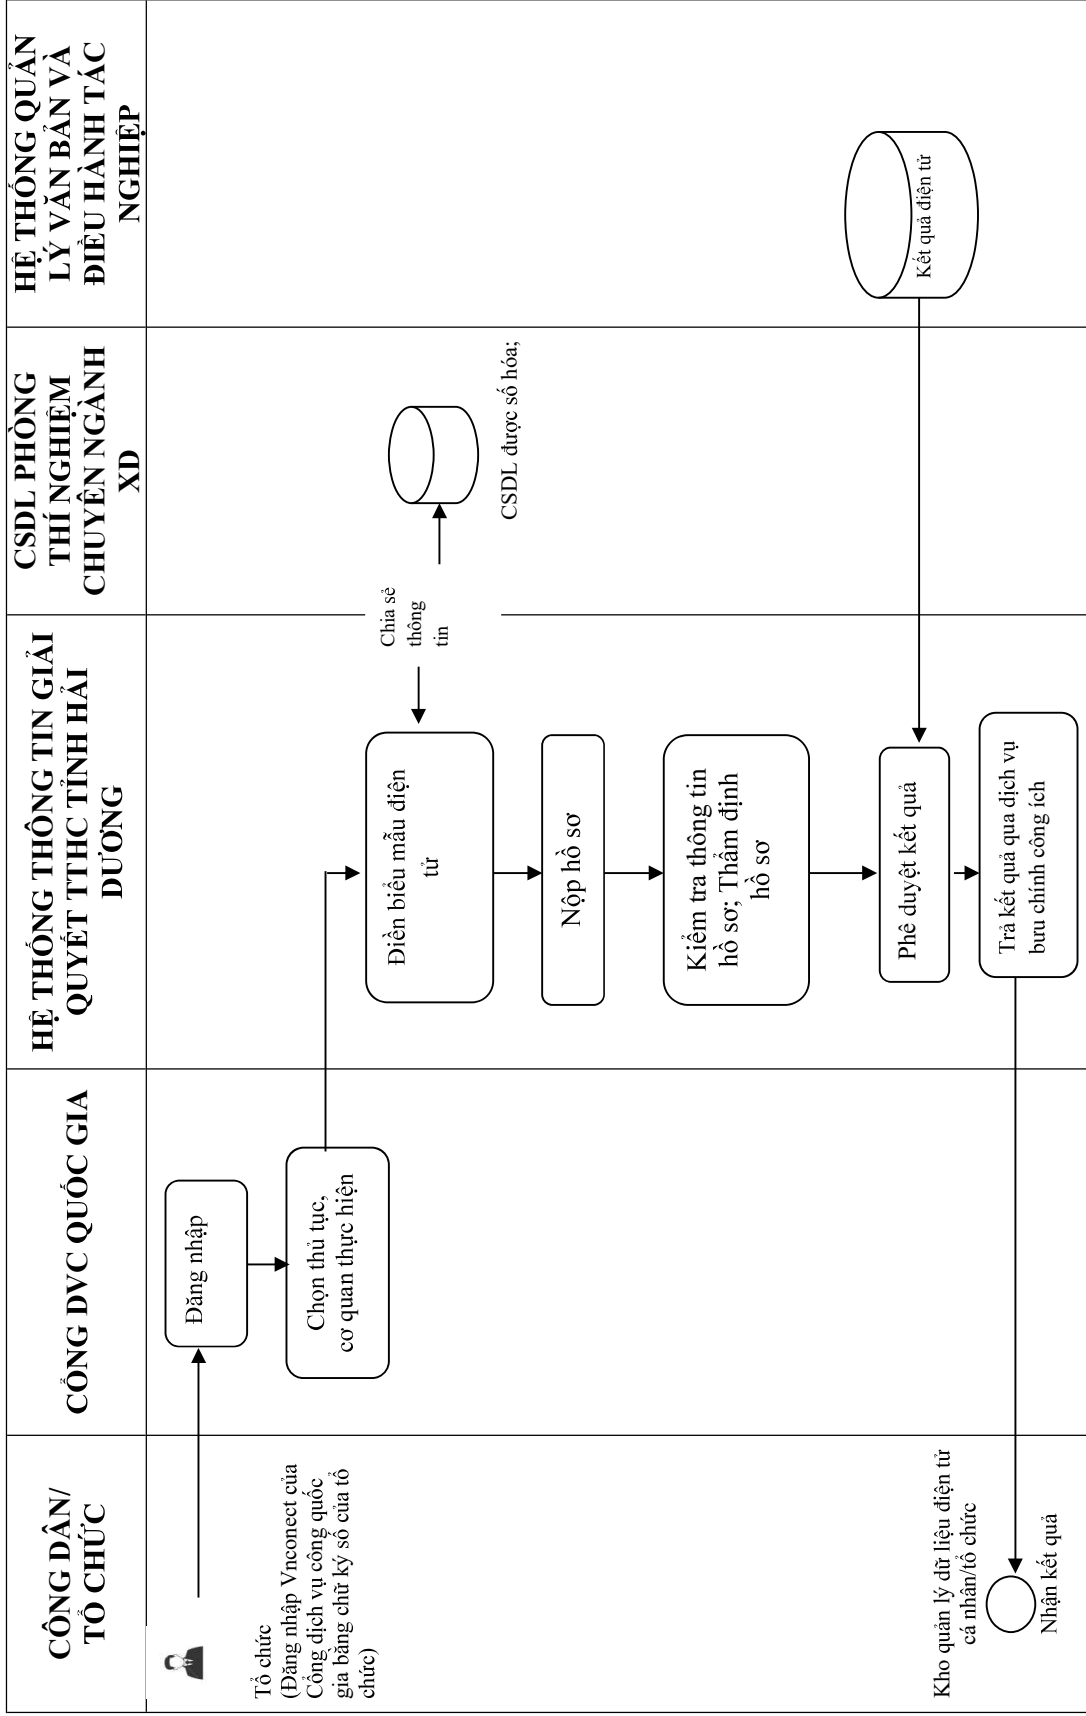 CÔNG DÂN/
TỔ CHỨC
CỔNG DVC QUỐC GIA
HỆ THỐNG THÔNG TIN GIẢI
QUYẾT TTHC TỈNH HẢI
DƯƠNG
CSDL PHÒNG
THÍ NGHIỆM
CHUYÊN NGÀNH
XD
HỆ THỐNG QUẢN
LÝ VĂN BẢN VÀ
ĐIỀU HÀNH TÁC
NGHIỆP
Tổ chức
(Đăng nhập Vnconect của
Cổng dịch vụ công quốc
gia bằng chữ ký số của tổ
chức)
Đăng nhập
Chọn thủ tục,
cơ quan thực hiện
Điền biểu mẫu điện
tử
Chia sẻ
thông
tin
CSDL được số hóa;
Nộp hồ sơ
Kiểm tra thông tin
hồ sơ; Thẩm định
hồ sơ
Phê duyệt kết quả
Kết quả điện tử
Trả kết quả qua dịch vụ
bưu chính công ích
Kho quản lý dữ liệu điện tử
cá nhân/tổ chức
Nhận kết quả